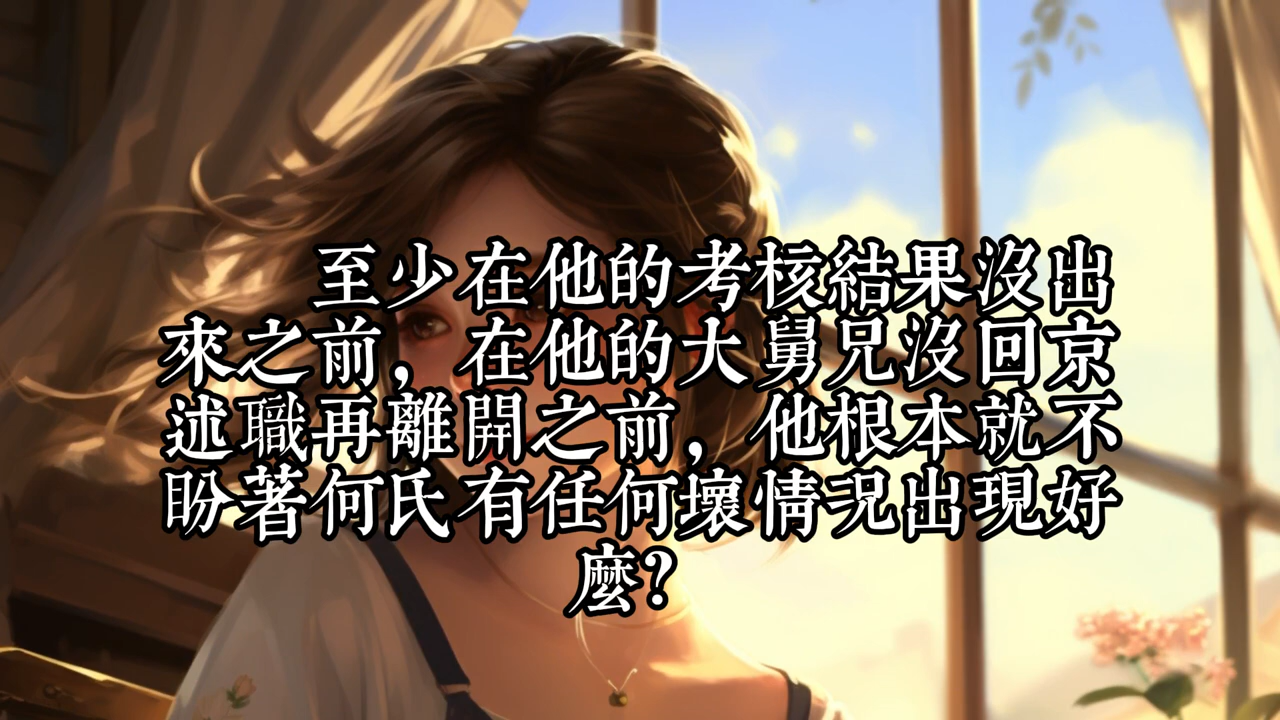 至少在他的考核結果沒出
來之前，在他的大舅兄沒回京
述職再離開之前，他根本就不
盼著何氏有任何壞情況出現好
麼？